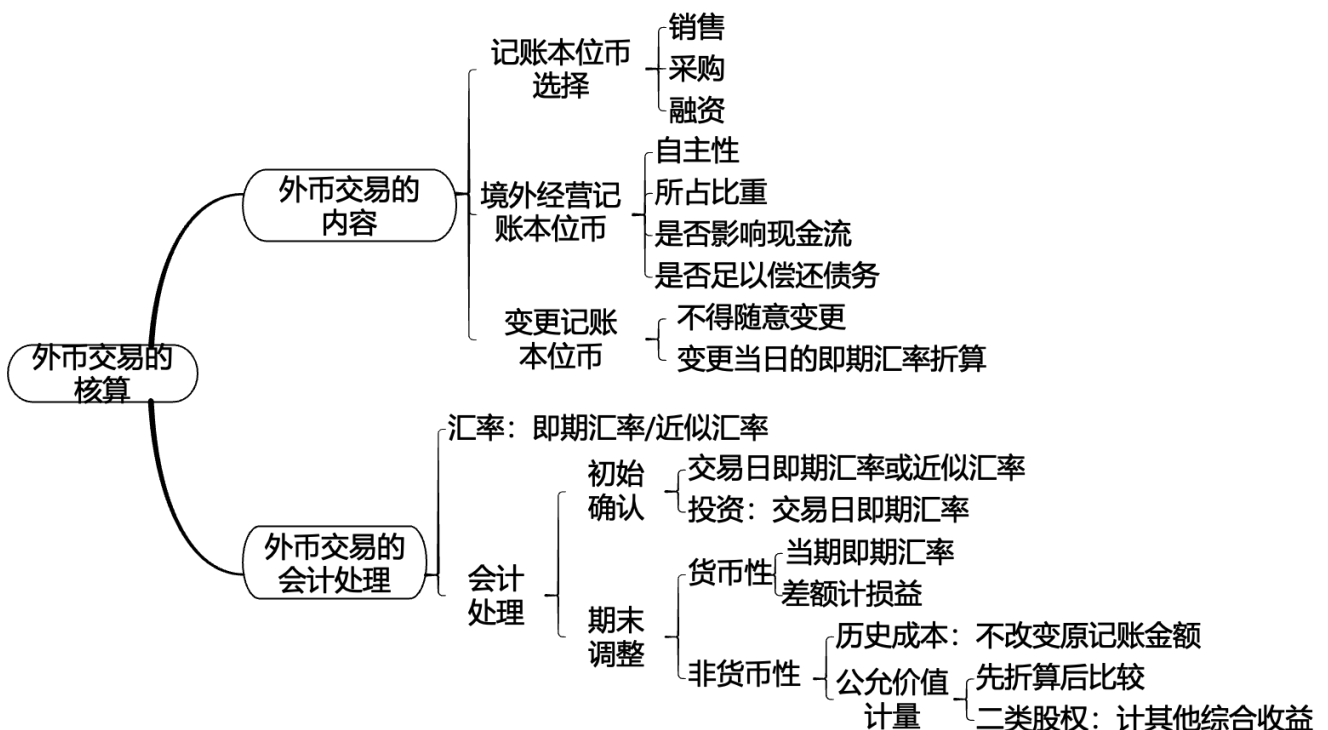 外币交易的
核算
外币交易的
内容
记账本位币
选择
销售
采购
融资
境外经营记
账本位币
自主性
所占比重
是否影响现金流
是否足以偿还债务
变更记账
本位币
不得随意变更
变更当日的即期汇率折算
外币交易的
会计处理
汇率：即期汇率/近似汇率
会计
处理
初始
确认
交易日即期汇率或近似汇率
投资：交易日即期汇率
期末
调整
货币性
当期即期汇率
差额计损益
非货币性
历史成本：不改变原记账金额
公允价值
计量
先折算后比较
二类股权：计其他综合收益